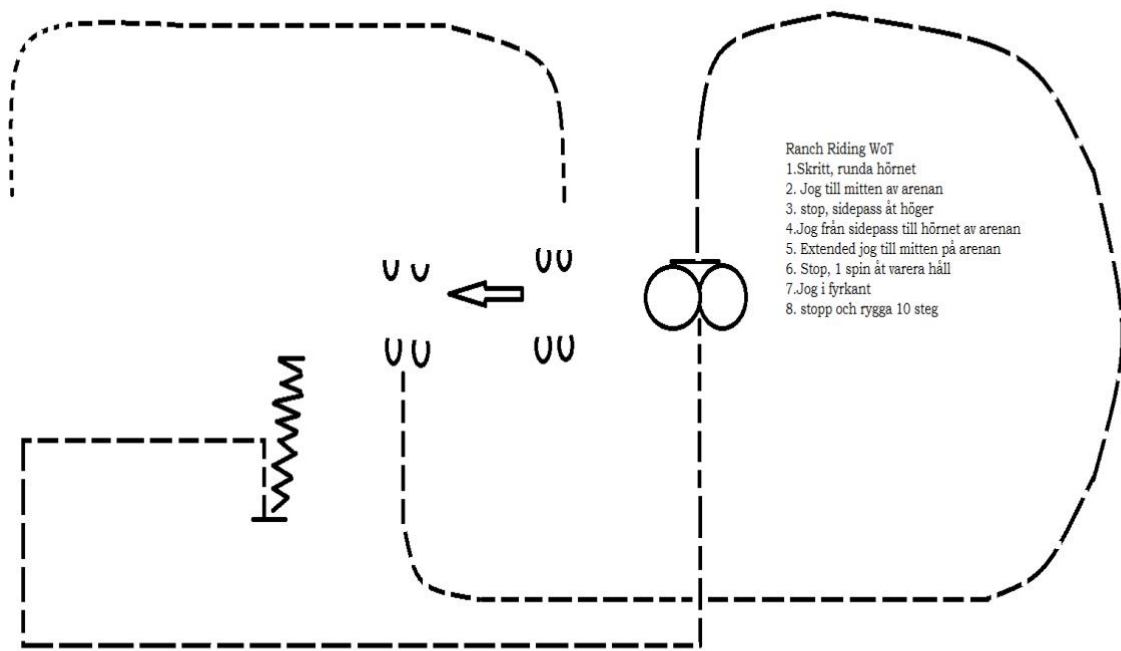 Ranch Riding WoT
1.Skritt, runda hörnet
2. Jog till mitten av arenan
3. stop, sidepass åt höger
4.Jog från sidepass till hörnet av arenan
5. Extended jog till mitten på arenan
6. Stop, 1 spin åt varera håll
7.Jog i fyrkant
8. stopp och rygga 10 steg